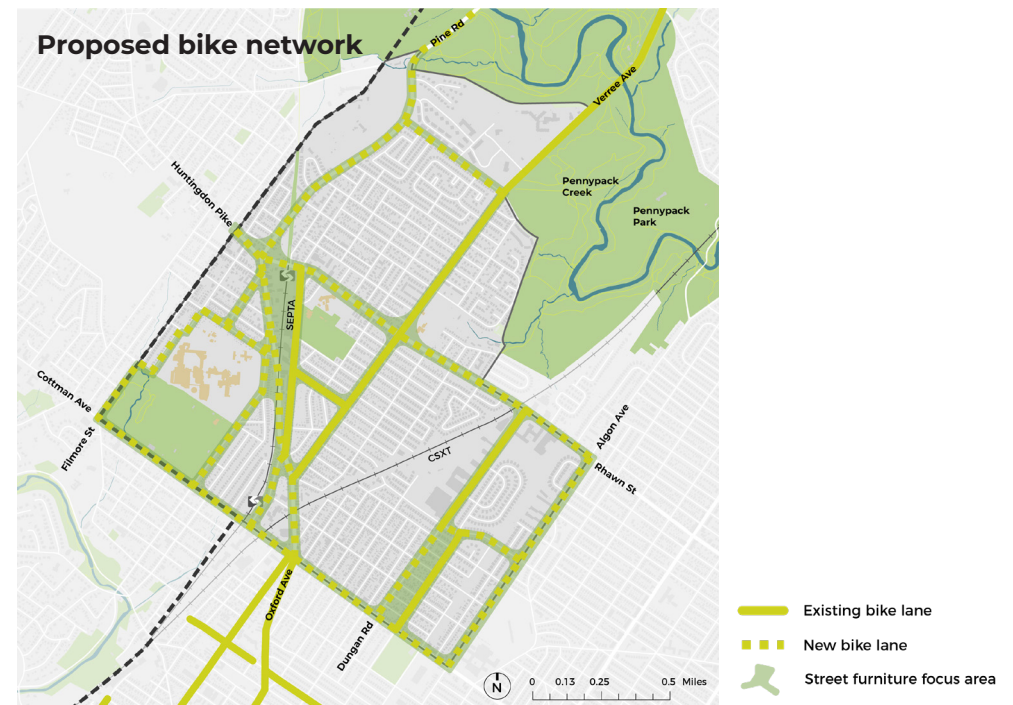 Proposed bike network
Pine Rd
Verree Ave
Huntingdon Pike
Pennypack
Creek
Pennypack
Park
SEPTA
Cottman Ave
Filmore St
CSXT
Algon Ave
Rhawn St
Oxford Ave
Dungan Rd
N
0 0.13 0.25 0.5 Miles
Existing bike lane
New bike lane
Street furniture focus area